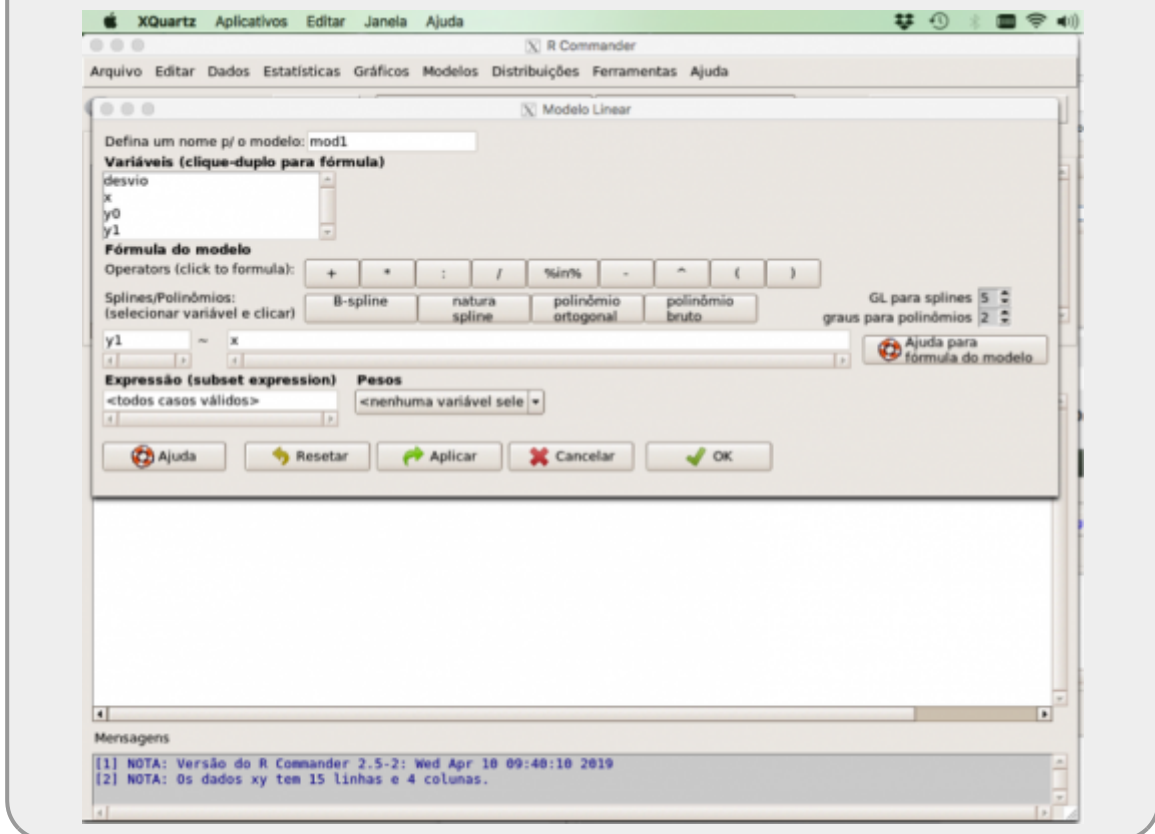 XQuartz Aplicativos Editar Janela Ajuda
R Commander
Arquivo Editar Dados Estatísticas Gráficos Modelos Distribuições Ferramentas Ajuda
Modelo Linear
Defina um nome p/ o modelo: mod1
Variáveis (clique-duplo para fórmula)
desvio
x
y0
y1
Fórmula do modelo
Operators (click to formula): + * : / %in% - ^ ( )
Splines/Polinômios:
(selecionar variável e clicar)
B-spline
natura
spline
polinômio
ortogonal
polinômio
bruto
GL para splines 5
graus para polinômios 2
y1 ~ x
Ajuda para
fórmula do modelo
Expressão (subset expression) Pesos
<todos casos válidos> <nenhuma variável sele
Ajuda Resetar Aplicar Cancelar OK
Mensagens
[1] NOTA: Versão do R Commander 2.5-2: Wed Apr 10 09:40:10 2019
[2] NOTA: Os dados xy tem 15 linhas e 4 colunas.